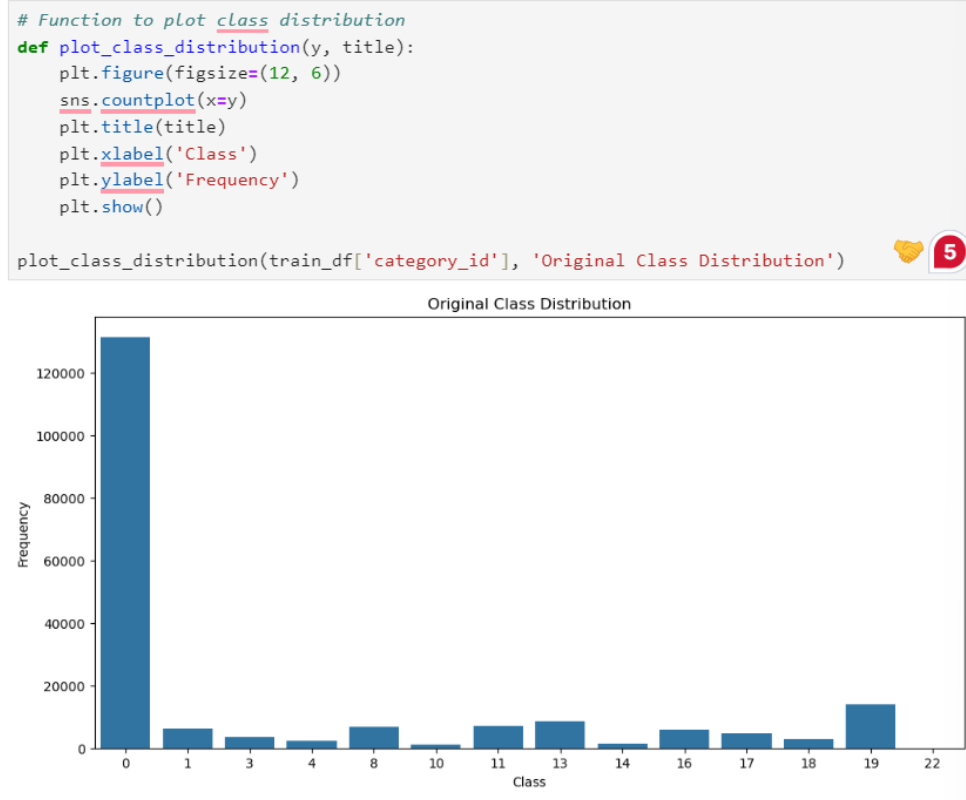 # Function to plot class distribution
def plot_class_distribution(y, title):
    plt.figure(figsize=(12, 6))
    sns.countplot(x=y)
    plt.title(title)
    plt.xlabel('Class')
    plt.ylabel('Frequency')
    plt.show()
plot_class_distribution(train_df['category_id'], 'Original Class Distribution')
5
Original Class Distribution
120000
100000
80000
60000
40000
20000
0
Frequency
0 1 3 4 8 10 11 13 14 16 17 18 19 22
Class